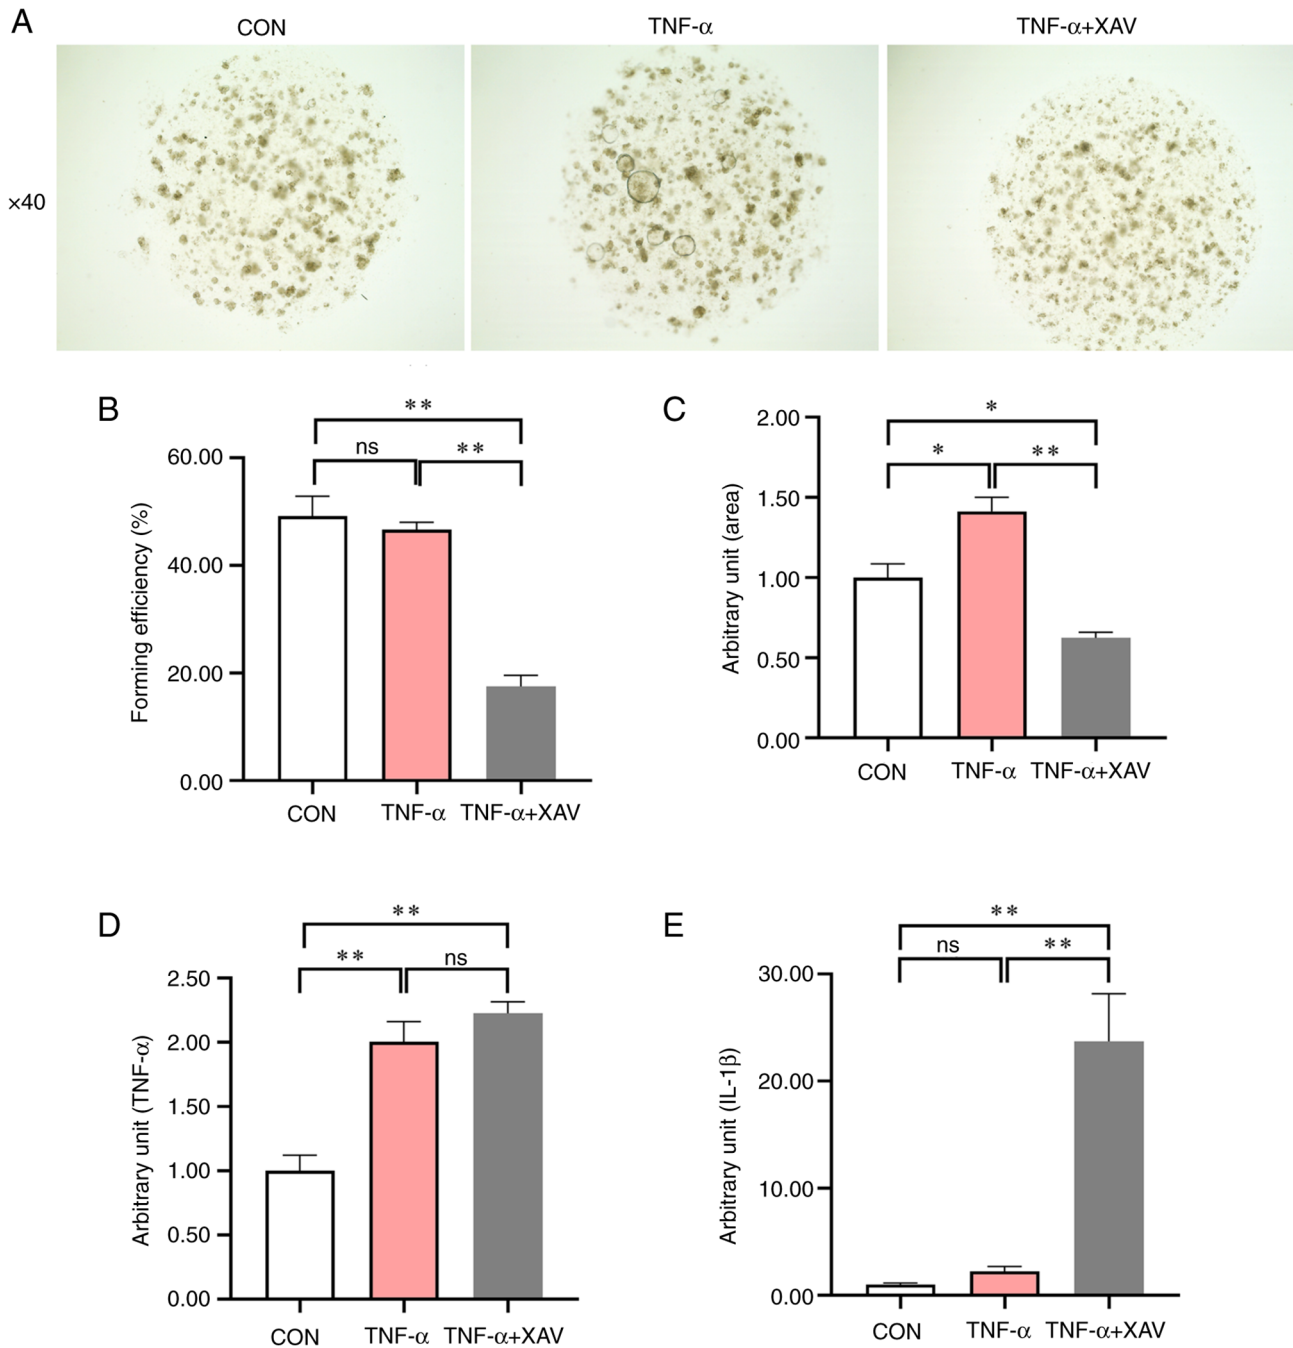 A
CON
TNF-α
TNF-α+XAV
×40
B
**
ns
**
60.00
40.00
20.00
0.00
Forming efficiency (%)
CON
TNF-α
TNF-α+XAV
C
*
*
**
2.00
1.50
1.00
0.50
0.00
Arbitrary unit (area)
CON
TNF-α
TNF-α+XAV
D
**
**
ns
2.50
2.00
1.50
1.00
0.50
0.00
Arbitrary unit (TNF-α)
CON
TNF-α
TNF-α+XAV
E
**
ns
**
30.00
20.00
10.00
0.00
Arbitrary unit (IL-1β)
CON
TNF-α
TNF-α+XAV